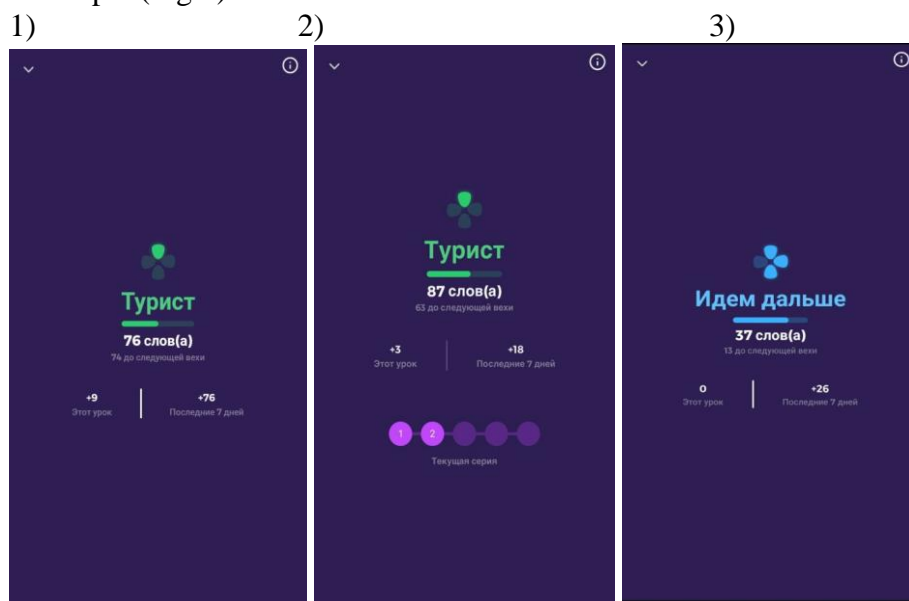 1) 2) 3)
Турист
76 слов(а)
74 до следующей вехи
+9 +76
Этот урок Последние 7 дней
Турист
87 слов(а)
63 до следующей вехи
+3 +18
Этот урок Последние 7 дней
1 2
Текущая серия
Идем дальше
37 слов(а)
13 до следующей вехи
0 +26
Этот урок Последние 7 дней